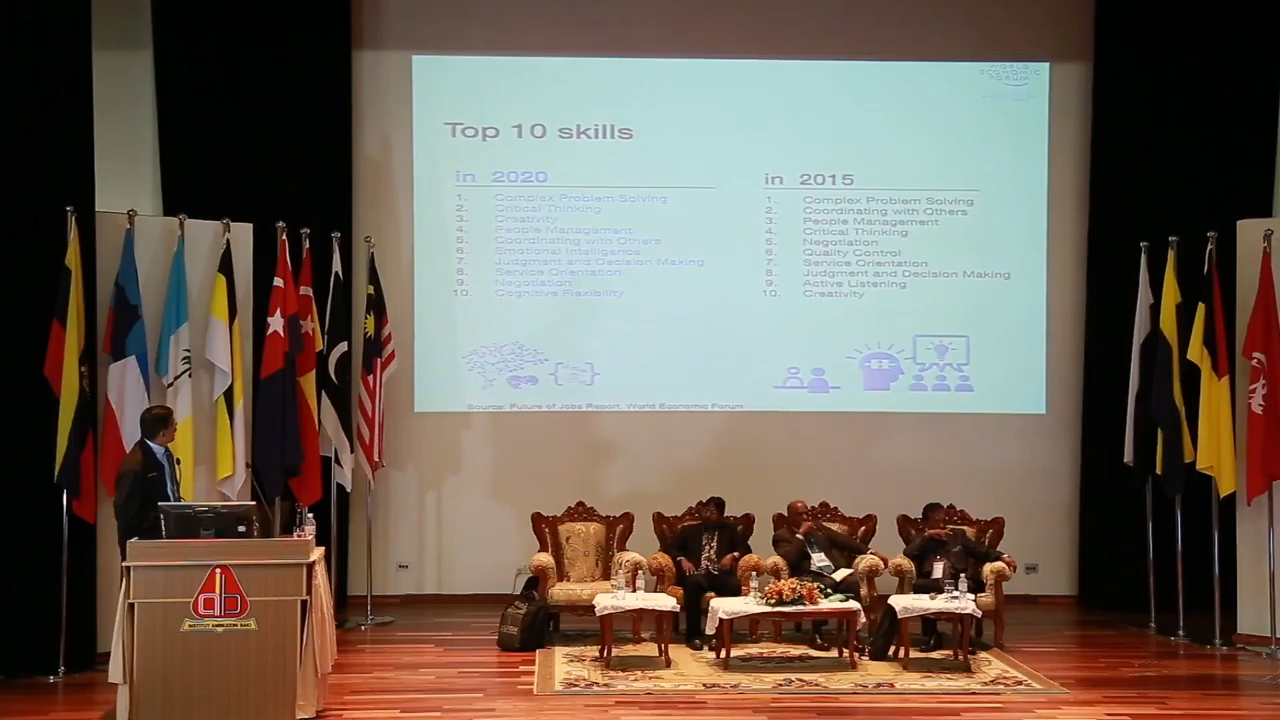 WORLD
ECONOMIC
FORUM
Top 10 skills
in 2020
1. Complex Problem Solving
2. Critical Thinking
3. Creativity
4. People Management
5. Coordinating with Others
6. Emotional Intelligence
7. Judgment and Decision Making
8. Service Orientation
9. Negotiation
10. Cognitive Flexibility
in 2015
1. Complex Problem Solving
2. Coordinating with Others
3. People Management
4. Critical Thinking
5. Negotiation
6. Quality Control
7. Service Orientation
8. Judgment and Decision Making
9. Active Listening
10. Creativity
Source: Future of Jobs Report, World Economic Forum
iab
INSTITUT AMINUDDIN BAKI